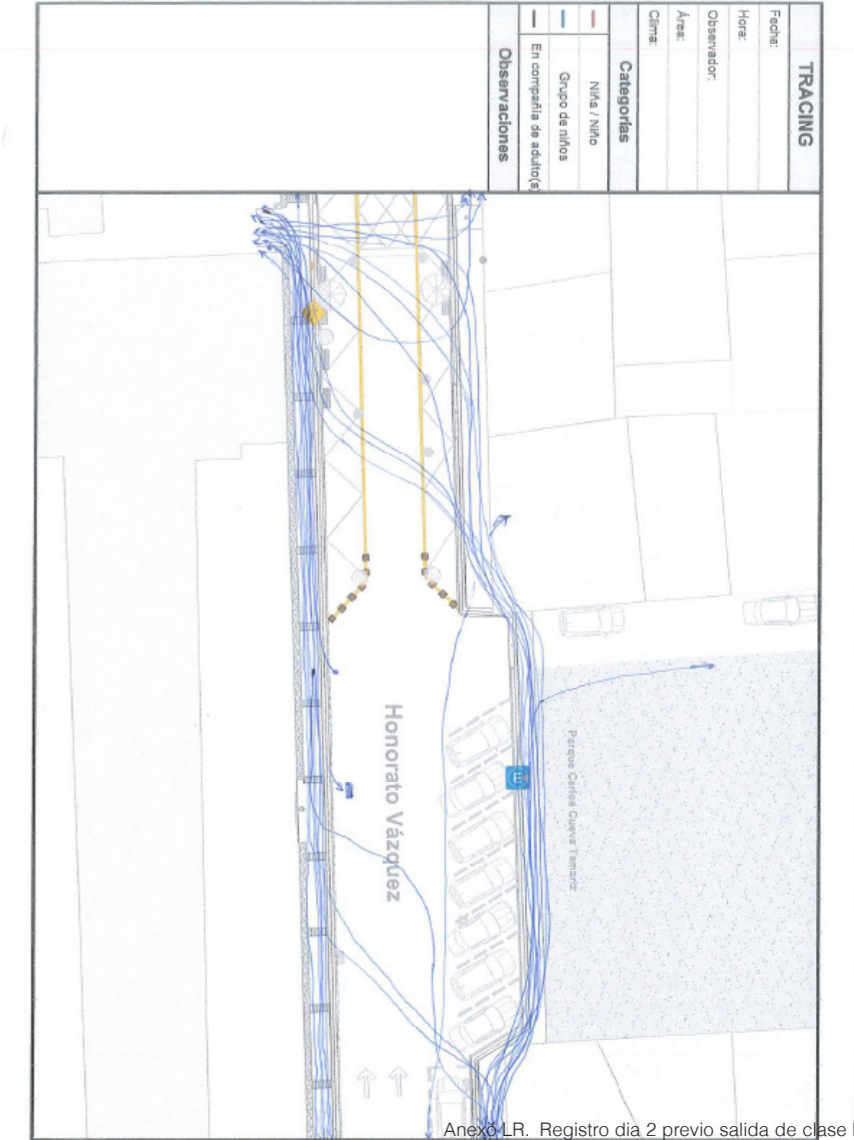 TRACING
Fecha:
Hora:
Observador:
Área:
Clima:
Categorías
Niña / Niño
Grupo de niños
En compañía de adulto(s)
Observaciones
Honorato Vázquez
Parque Carlos Cueva Tamariz
E
Anexo LR. Registro dia 2 previo salida de clase